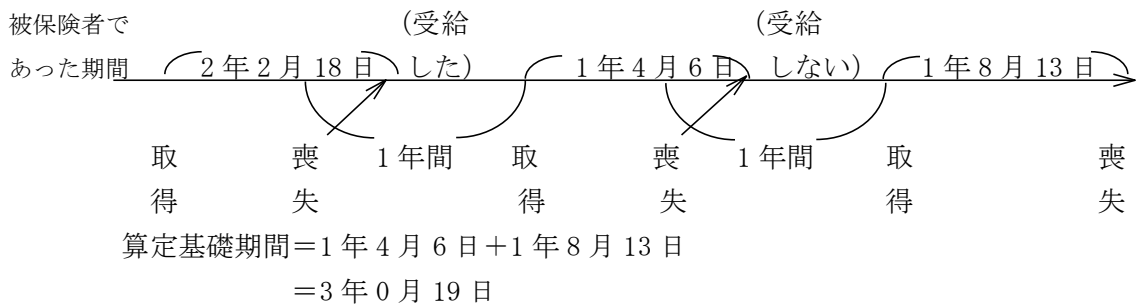 被保険者で (受給 (受給
あった期間 2年2月18日 した) 1年4月6日 しない) 1年8月13日
取得 喪失 1年間 取得 喪失 1年間 取得 喪失
算定基礎期間=1年4月6日+1年8月13日
=3年0月19日